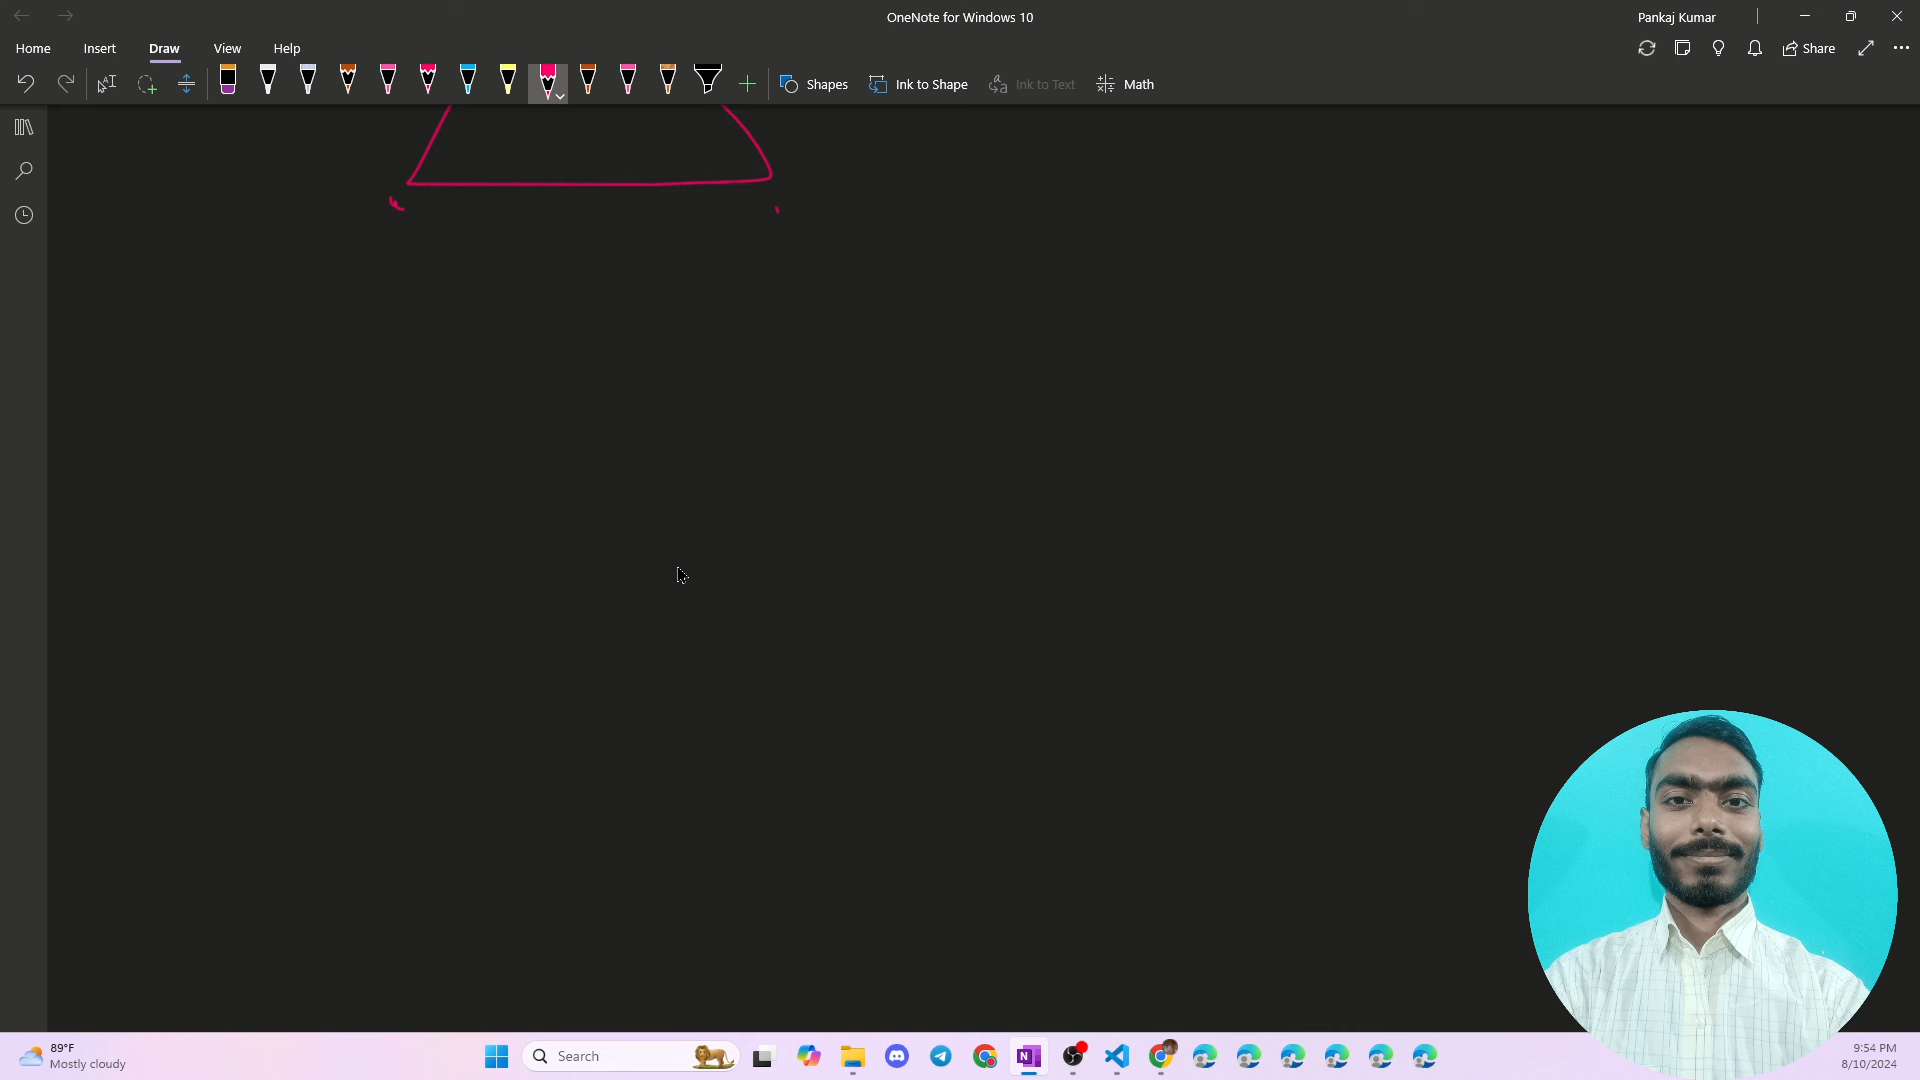 OneNote for Windows 10
Pankaj Kumar
Home Insert Draw View Help
Share
Shapes Ink to Shape Ink to Text Math
89°F
Mostly cloudy
Search
9:54 PM
8/10/2024